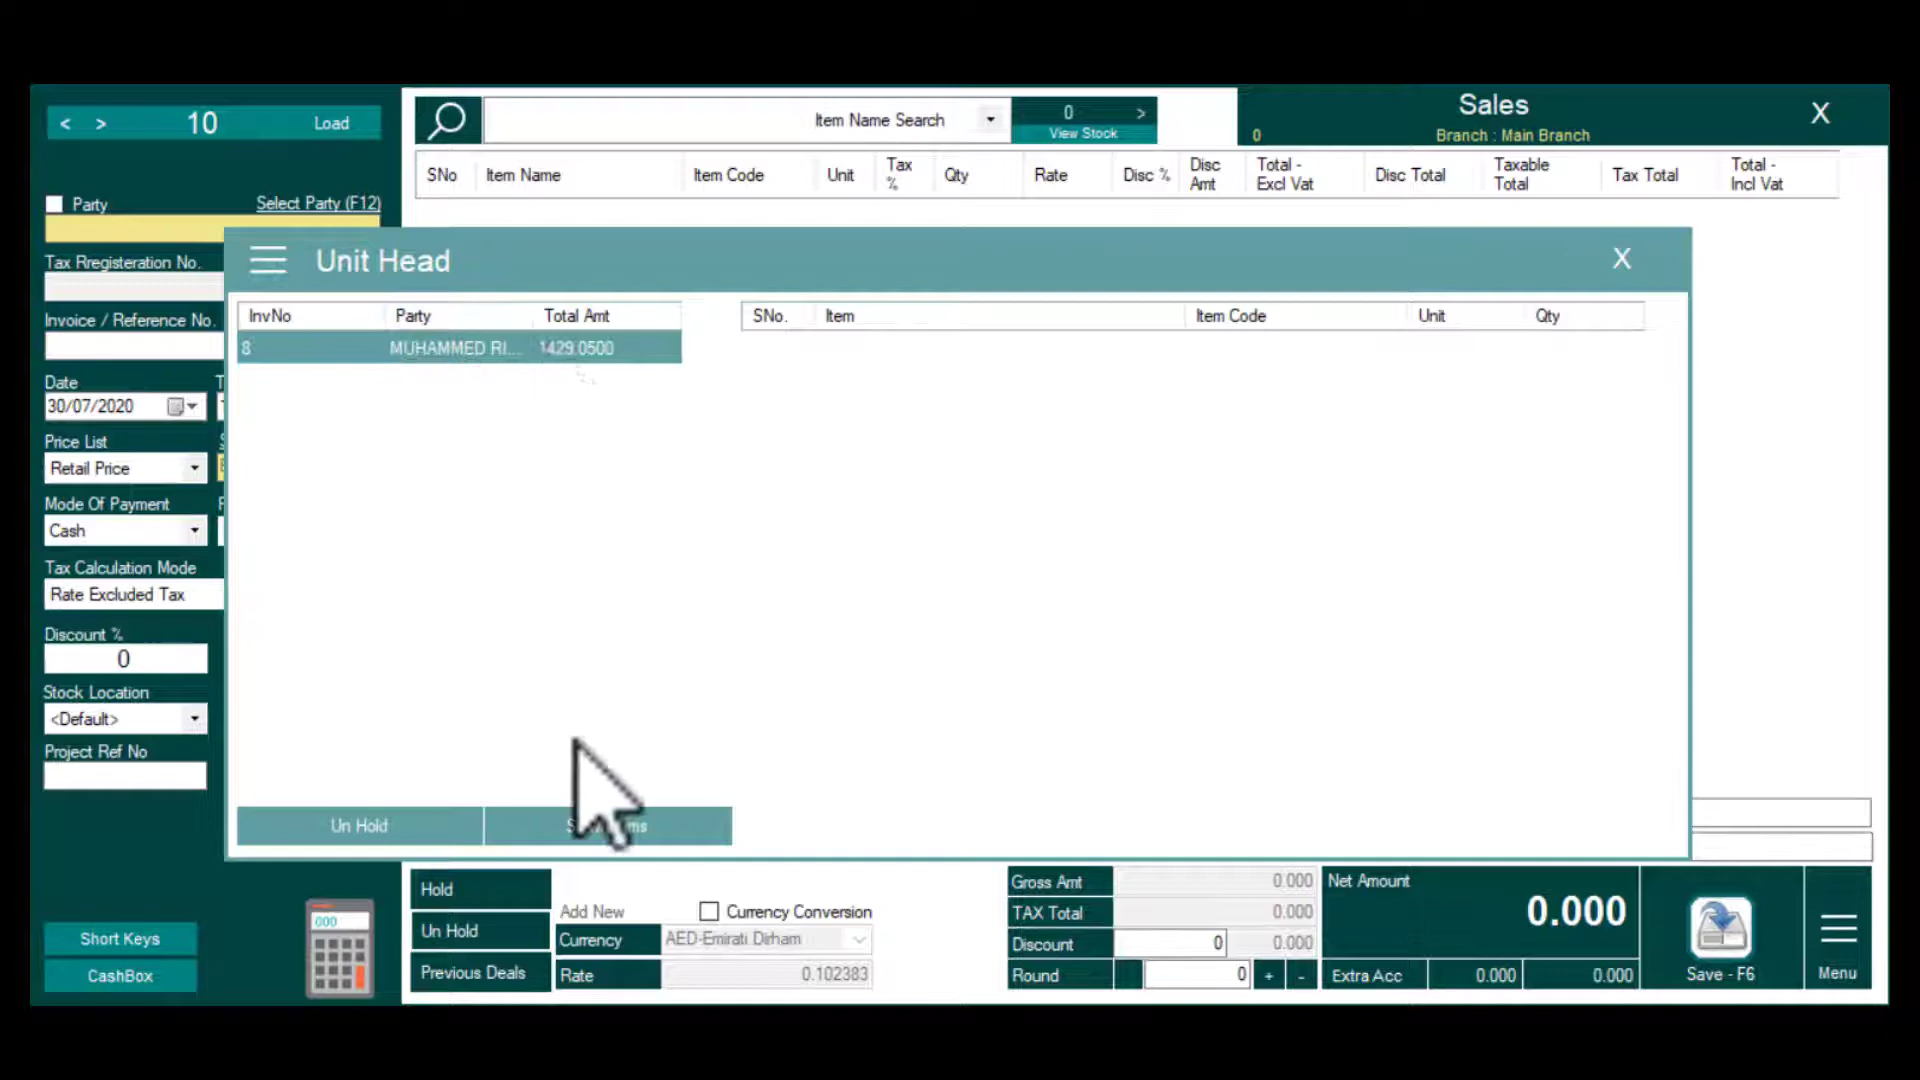 < > 10 Load
Item Name Search
0 >
View Stock
Sales
0 Branch : Main Branch
X
SNo Item Name Item Code Unit Tax % Qty Rate Disc % Disc Amt Total - Excl Vat Disc Total Taxable Total Tax Total Total - Incl Vat
Party Select Party (F12)
Tax Rregisteration No.
Invoice / Reference No.
Date
30/07/2020
Price List
Retail Price
Mode Of Payment
Cash
Tax Calculation Mode
Rate Excluded Tax
Discount %
0
Stock Location
<Default>
Project Ref No
Unit Head X
InvNo Party Total Amt
8 MUHAMMED RI... 1429.0500
SNo. Item Item Code Unit Qty
Un Hold
Short Keys
CashBox
000
Hold
Un Hold
Previous Deals
Add New Currency Conversion
Currency AED-Emirati Dirham
Rate 0.102383
Gross Amt 0.000
TAX Total 0.000
Discount 0 0.000
Round 0 + -
Net Amount
0.000
Extra Acc 0.000 0.000
Save - F6
Menu